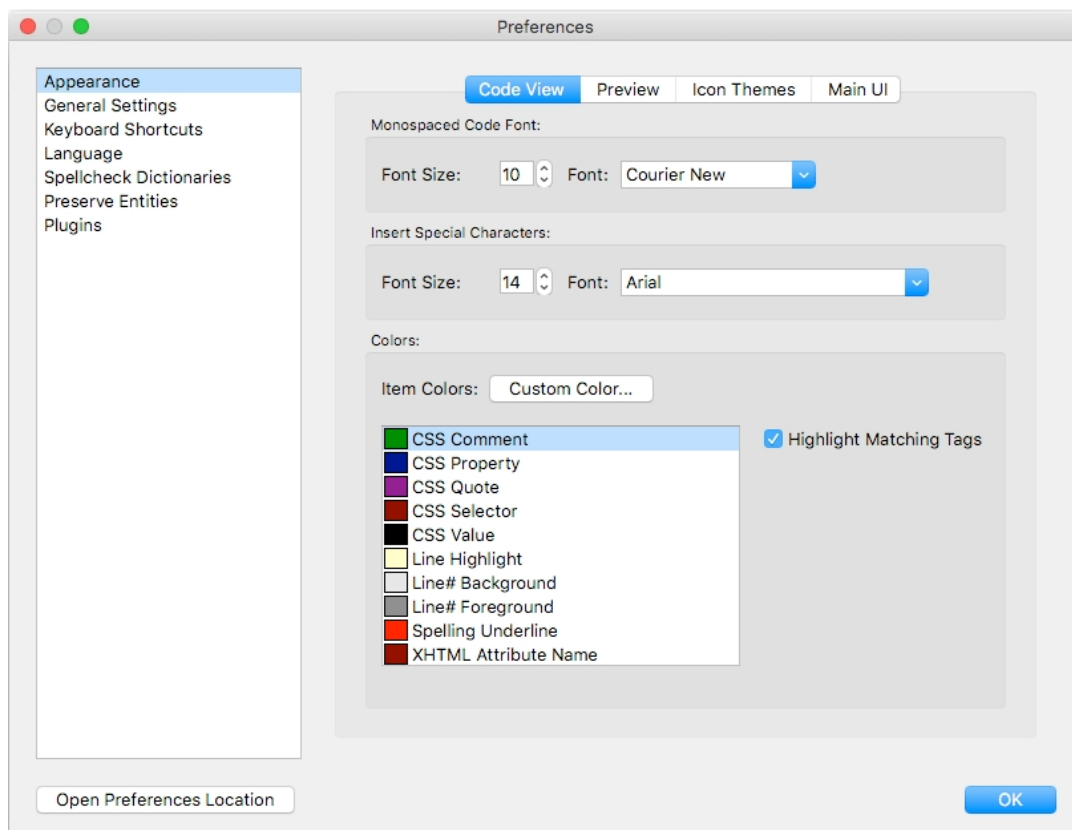 Preferences
Appearance
General Settings
Keyboard Shortcuts
Language
Spellcheck Dictionaries
Preserve Entities
Plugins
Code View Preview Icon Themes Main UI
Monospaced Code Font:
Font Size: 10 Font: Courier New
Insert Special Characters:
Font Size: 14 Font: Arial
Colors:
Item Colors: Custom Color...
CSS Comment
CSS Property
CSS Quote
CSS Selector
CSS Value
Line Highlight
Line# Background
Line# Foreground
Spelling Underline
XHTML Attribute Name
Highlight Matching Tags
Open Preferences Location
OK